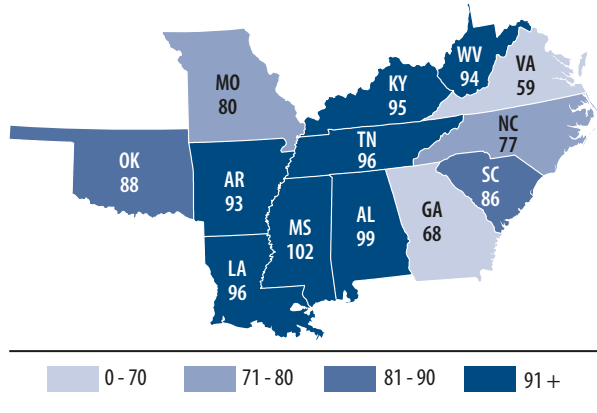 WV
94
VA
59
MO
80
KY
95
NC
77
TN
96
OK
88
AR
93
SC
86
GA
68
AL
99
MS
102
LA
96
0 - 70
71 - 80
81 - 90
91 +